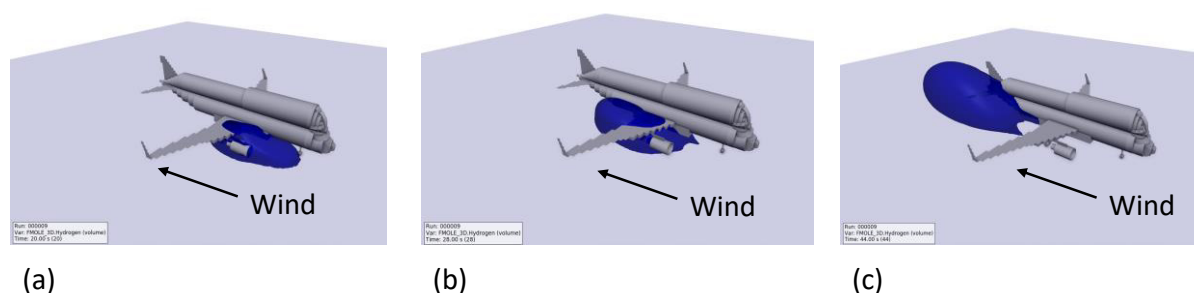 Wind
Run: 000009
Var: FMOLE_3D.Hydrogen (volume)
Time: 20.00 s (20)
(a)
Wind
Run: 000009
Var: FMOLE_3D.Hydrogen (volume)
Time: 28.00 s (28)
(b)
Wind
Run: 000009
Var: FMOLE_3D.Hydrogen (volume)
Time: 44.00 s (44)
(c)